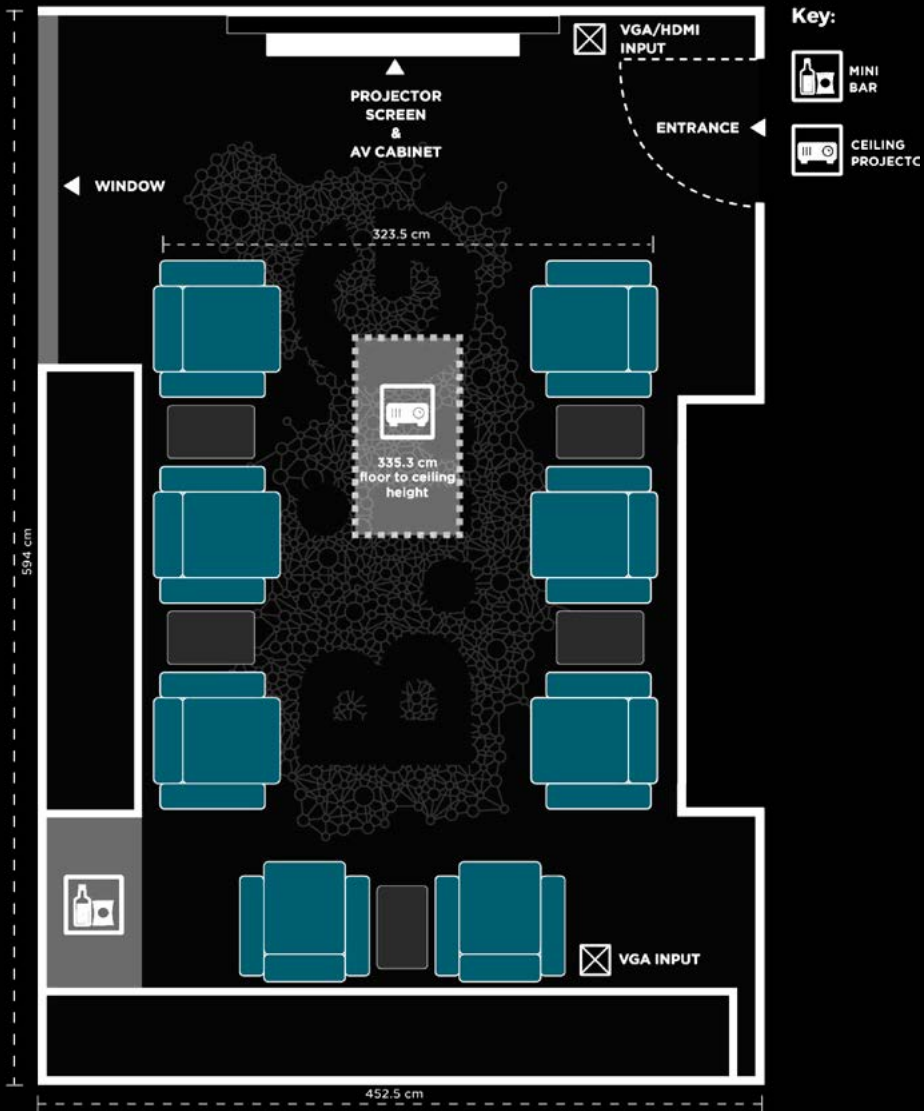 Key:
VGA/HDMI
INPUT
MINI
BAR
PROJECTOR
SCREEN
&
AV CABINET
ENTRANCE
CEILING
PROJECTO
WINDOW
323.5 cm
335.3 cm
floor to ceiling
height
594 cm
B
VGA INPUT
452.5 cm